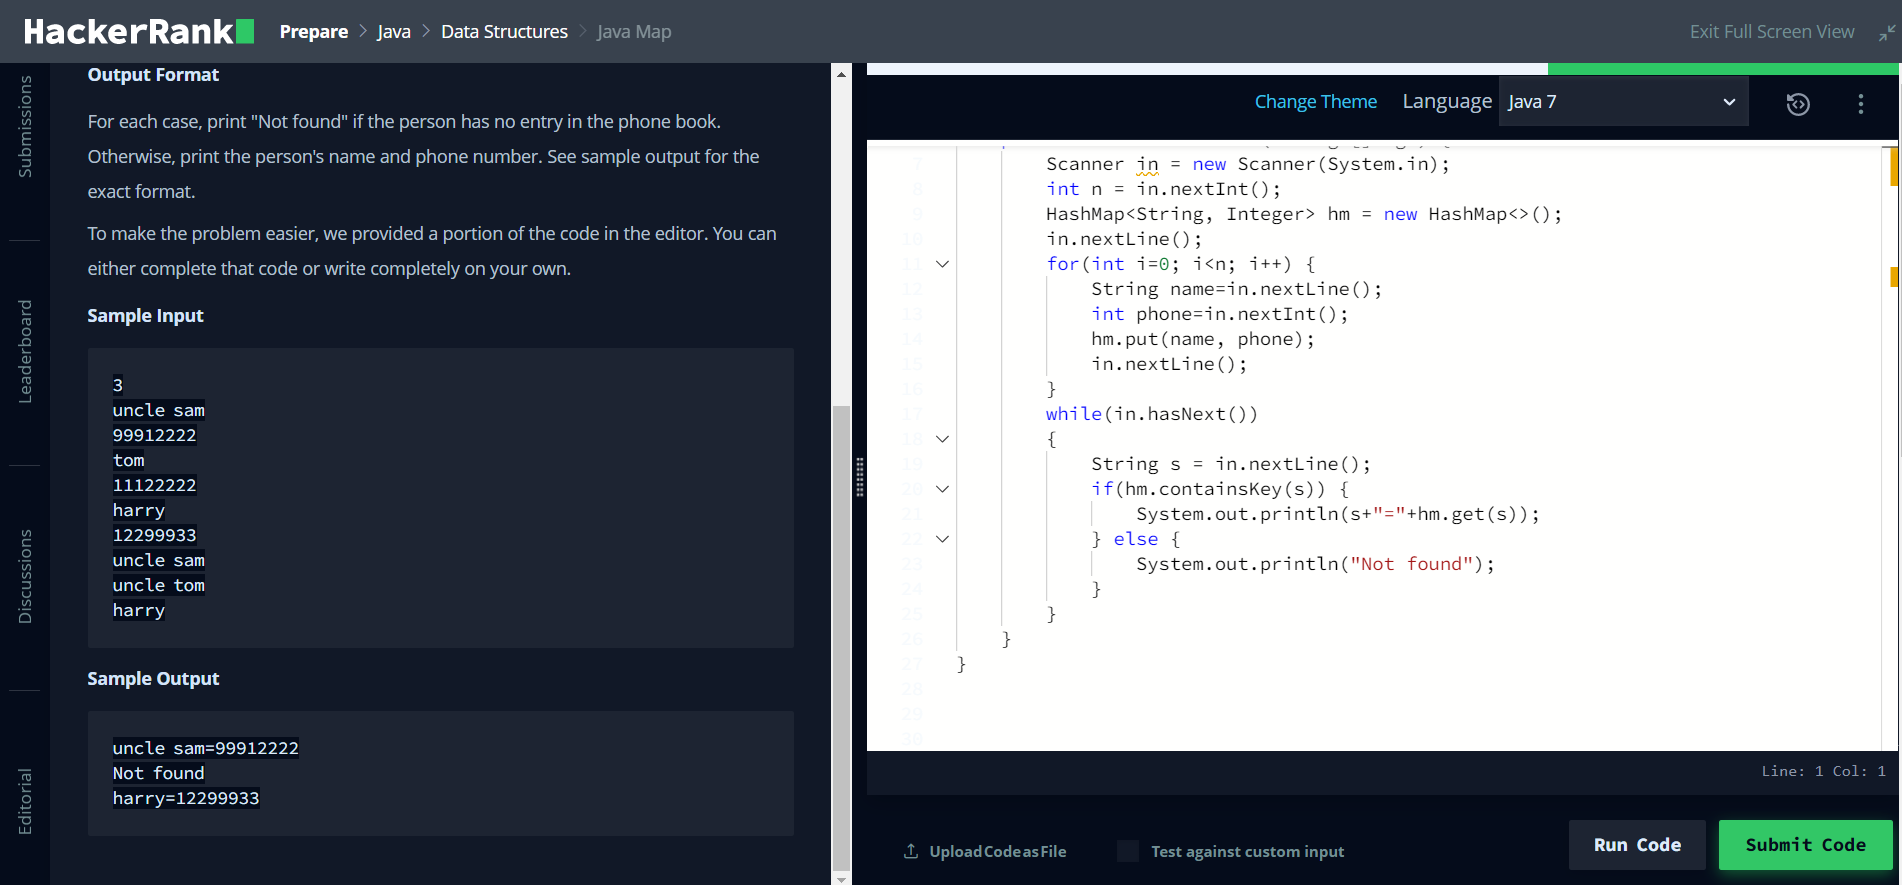 HackerRank Prepare > Java > Data Structures > Java Map Exit Full Screen View
Submissions
Leaderboard
Discussions
Editorial
Output Format
For each case, print "Not found" if the person has no entry in the phone book.
Otherwise, print the person's name and phone number. See sample output for the
exact format.
To make the problem easier, we provided a portion of the code in the editor. You can
either complete that code or write completely on your own.
Sample Input
3
uncle sam
99912222
tom
11122222
harry
12299933
uncle sam
uncle tom
harry
Sample Output
uncle sam=99912222
Not found
harry=12299933
Change Theme Language Java 7
7 Scanner in = new Scanner(System.in);
8 int n = in.nextInt();
9 HashMap<String, Integer> hm = new HashMap<>();
10 in.nextLine();
11 for(int i=0; i<n; i++) {
12 String name=in.nextLine();
13 int phone=in.nextInt();
14 hm.put(name, phone);
15 in.nextLine();
16 }
17 while(in.hasNext())
18 {
19 String s = in.nextLine();
20 if(hm.containsKey(s)) {
21 System.out.println(s+"="+hm.get(s));
22 } else {
23 System.out.println("Not found");
24 }
25 }
26 }
27 }
28
29
30
Line: 1 Col: 1
Upload Code as File Test against custom input Run Code Submit Code